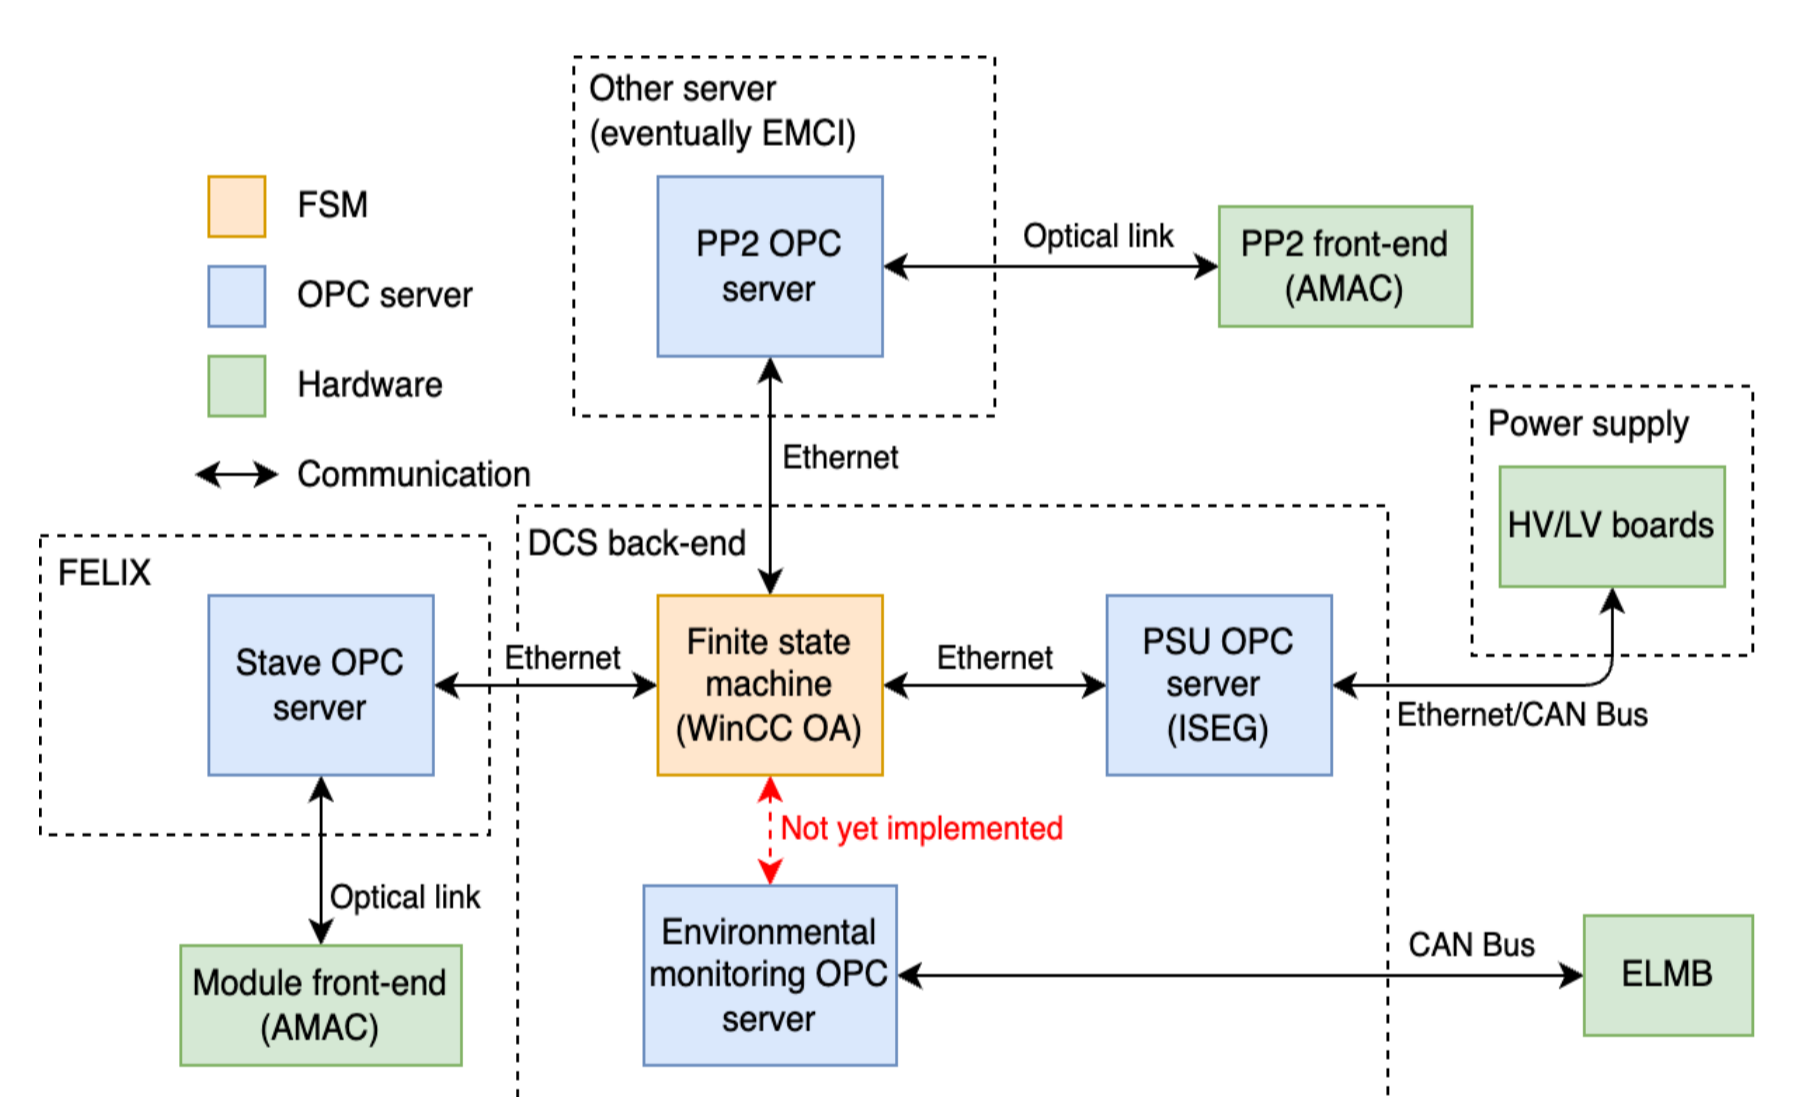 Other server
(eventually EMCI)
PP2 OPC
server
Optical link
PP2 front-end
(AMAC)
FSM
OPC server
Hardware
Communication
Ethernet
Power supply
HV/LV boards
FELIX
Stave OPC
server
Ethernet
DCS back-end
Finite state
machine
(WinCC OA)
Ethernet
PSU OPC
server
(ISEG)
Ethernet/CAN Bus
Not yet implemented
Optical link
Module front-end
(AMAC)
Environmental
monitoring OPC
server
CAN Bus
ELMB